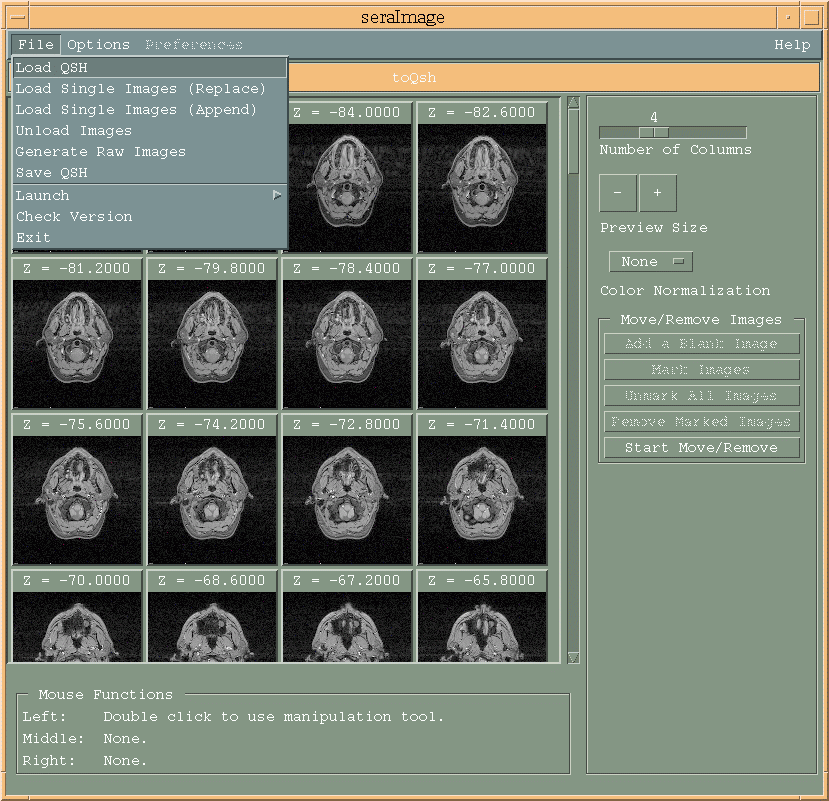 seraImage
File Options Preferences Help
toQsh
Load QSH
Load Single Images (Replace)
Load Single Images (Append)
Unload Images
Generate Raw Images
Save QSH
Launch
Check Version
Exit
Z = -84.0000 Z = -82.6000
Z = -81.2000 Z = -79.8000 Z = -78.4000 Z = -77.0000
Z = -75.6000 Z = -74.2000 Z = -72.8000 Z = -71.4000
Z = -70.0000 Z = -68.6000 Z = -67.2000 Z = -65.8000
4
Number of Columns
- +
Preview Size
None
Color Normalization
Move/Remove Images
Add a Blank Image
Mark Images
Unmark All Images
Remove Marked Images
Start Move/Remove
Mouse Functions
Left: Double click to use manipulation tool.
Middle: None.
Right: None.